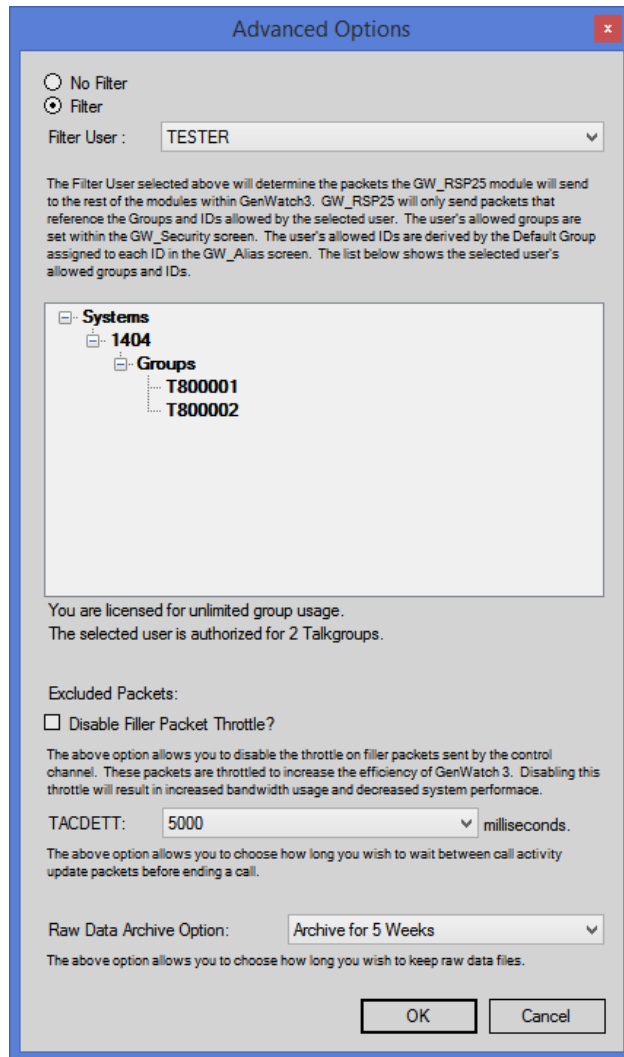 Advanced Options
x
No Filter
Filter
Filter User : TESTER
The Filter User selected above will determine the packets the GW_RSP25 module will send
to the rest of the modules within GenWatch3. GW_RSP25 will only send packets that
reference the Groups and IDs allowed by the selected user. The user's allowed groups are
set within the GW_Security screen. The user's allowed IDs are derived by the Default Group
assigned to each ID in the GW_Alias screen. The list below shows the selected user's
allowed groups and IDs.
Systems
1404
Groups
T800001
T800002
You are licensed for unlimited group usage.
The selected user is authorized for 2 Talkgroups.
Excluded Packets:
Disable Filler Packet Throttle?
The above option allows you to disable the throttle on filler packets sent by the control
channel. These packets are throttled to increase the efficiency of GenWatch 3. Disabling this
throttle will result in increased bandwidth usage and decreased system performace.
TACDETT: 5000 milliseconds.
The above option allows you to choose how long you wish to wait between call activity
update packets before ending a call.
Raw Data Archive Option: Archive for 5 Weeks
The above option allows you to choose how long you wish to keep raw data files.
OK Cancel